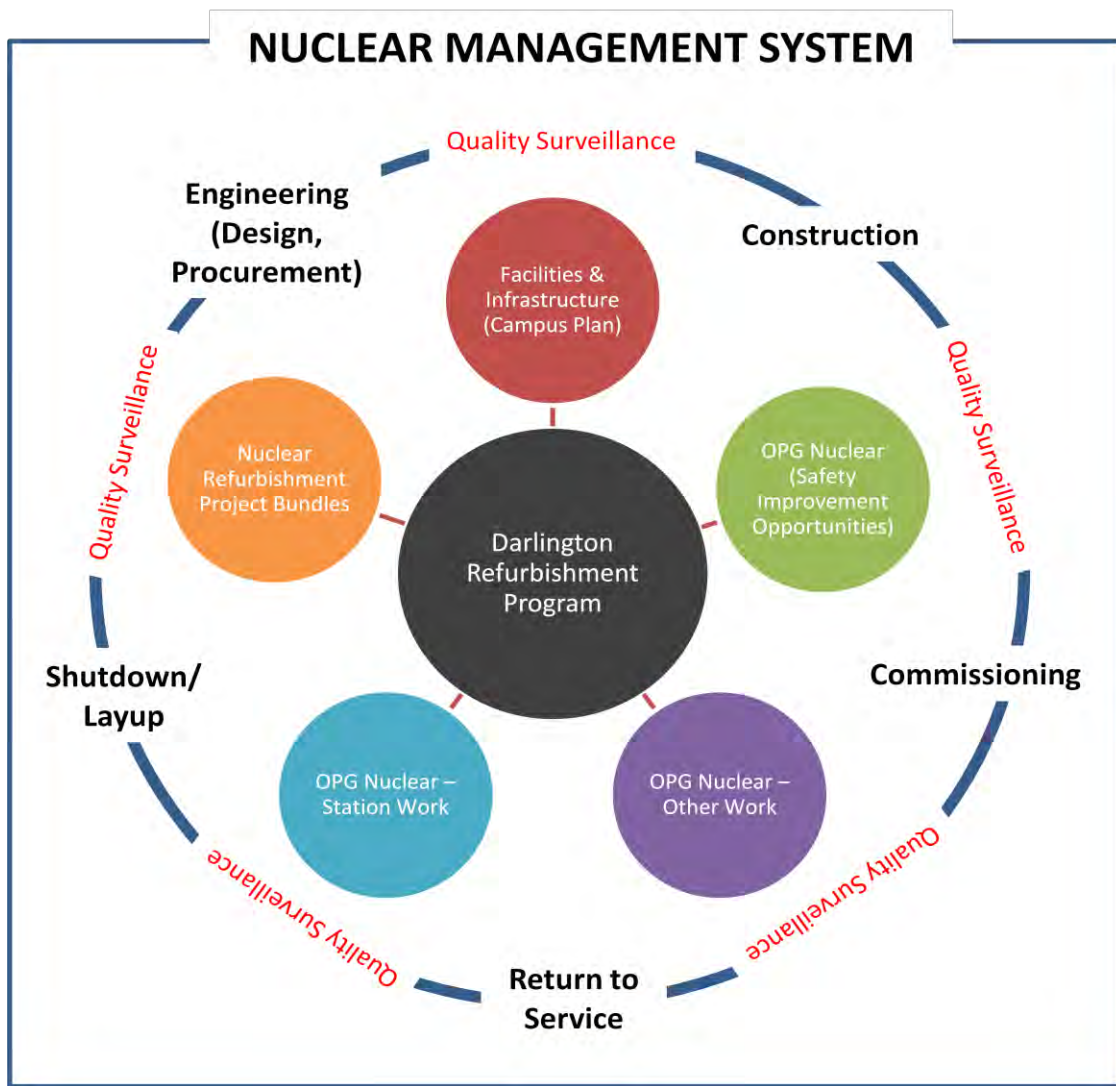 NUCLEAR MANAGEMENT SYSTEM
Quality Surveillance
Engineering
(Design,
Procurement)
Construction
Facilities &
Infrastructure
(Campus Plan)
Quality Surveillance
Quality Surveillance
Nuclear
Refurbishment
Project Bundles
OPG Nuclear
(Safety
Improvement
Opportunities)
Darlington
Refurbishment
Program
Shutdown/
Layup
Commissioning
OPG Nuclear –
Station Work
OPG Nuclear –
Other Work
Quality Surveillance
Quality Surveillance
Return to
Service